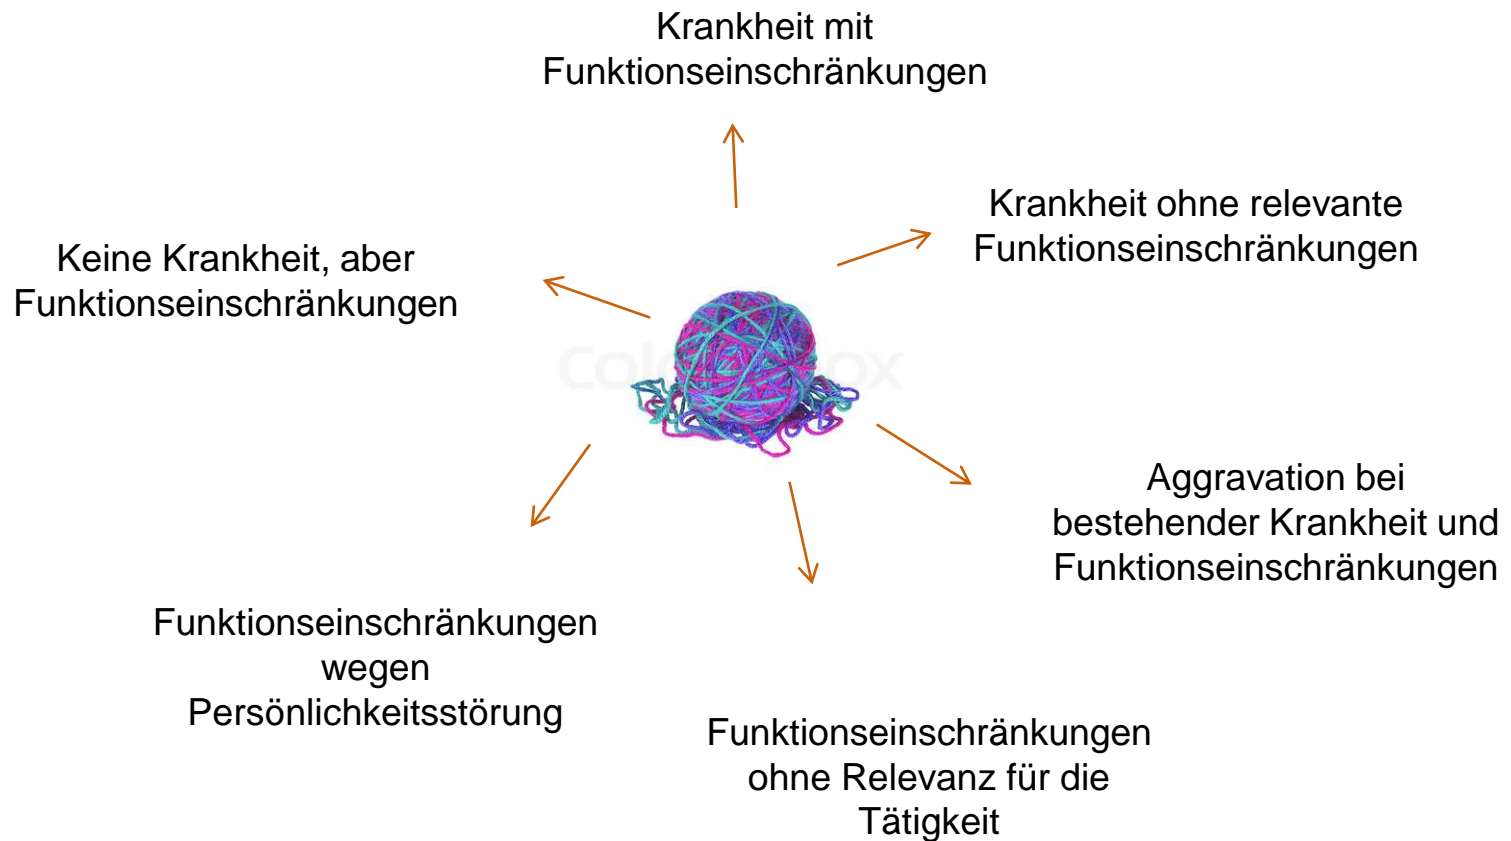 Krankheit mit
Funktionseinschränkungen
Krankheit ohne relevante
Funktionseinschränkungen
Keine Krankheit, aber
Funktionseinschränkungen
Aggravation bei
bestehender Krankheit und
Funktionseinschränkungen
Funktionseinschränkungen
wegen
Persönlichkeitsstörung
Funktionseinschränkungen
ohne Relevanz für die
Tätigkeit